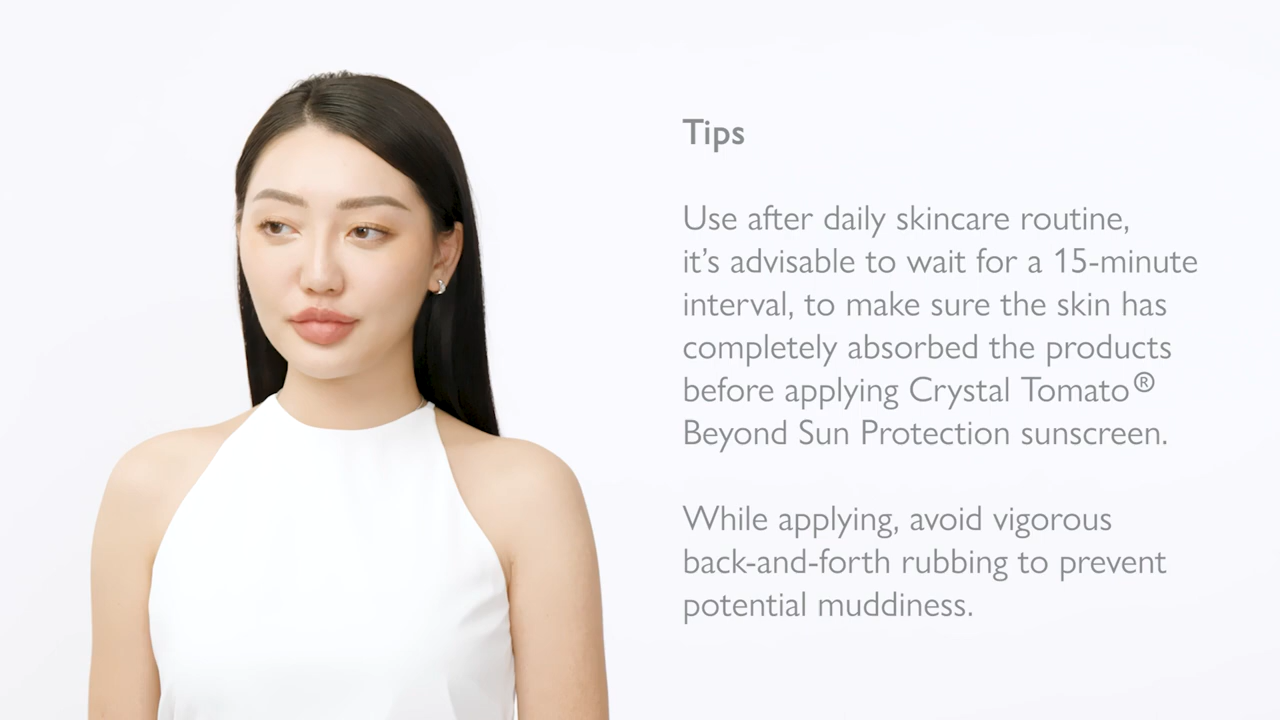 Tips
Use after daily skincare routine,
it’s advisable to wait for a 15-minute
interval, to make sure the skin has
completely absorbed the products
before applying Crystal Tomato®
Beyond Sun Protection sunscreen.
While applying, avoid vigorous
back-and-forth rubbing to prevent
potential muddiness.